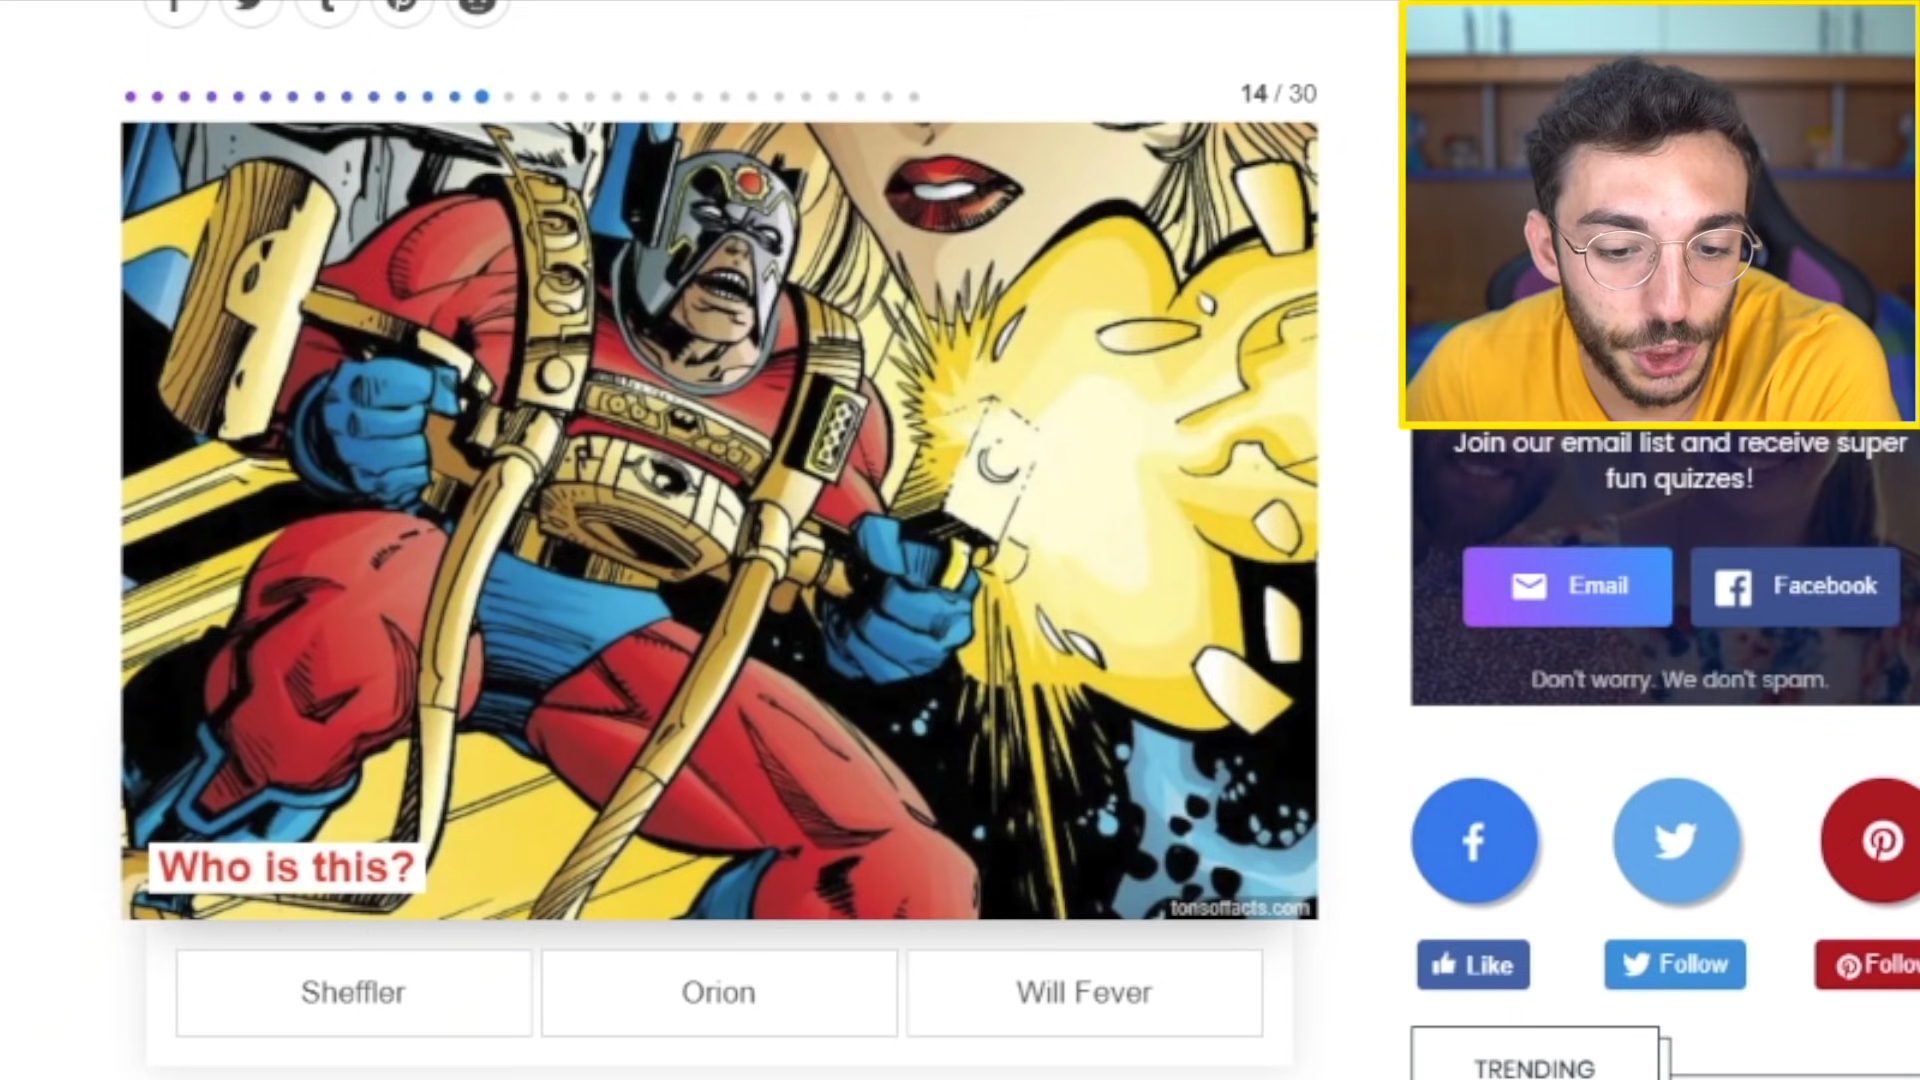 14 / 30
Who is this?
tonsoffacts.com
Sheffler
Orion
Will Fever
Join our email list and receive super
fun quizzes!
Email
Facebook
Don't worry. We don't spam.
Like
Follow
Follow
TRENDING